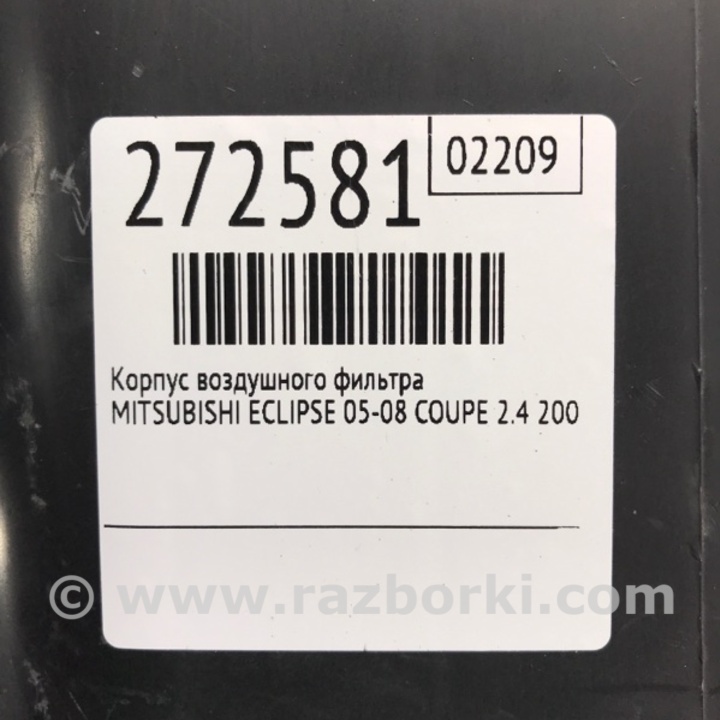 272581
02209
Корпус воздушного фильтра
MITSUBISHI ECLIPSE 05-08 COUPE 2.4 200
© www.razborki.com